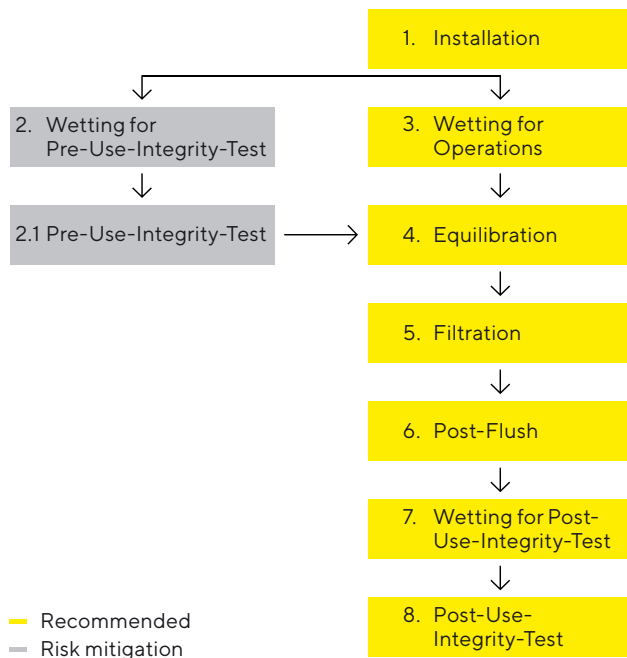 1. Installation
2. Wetting for
Pre-Use-Integrity-Test
3. Wetting for
Operations
2.1 Pre-Use-Integrity-Test
4. Equilibration
5. Filtration
6. Post-Flush
7. Wetting for Post-
Use-Integrity-Test
8. Post-Use-
Integrity-Test
Recommended
Risk mitigation